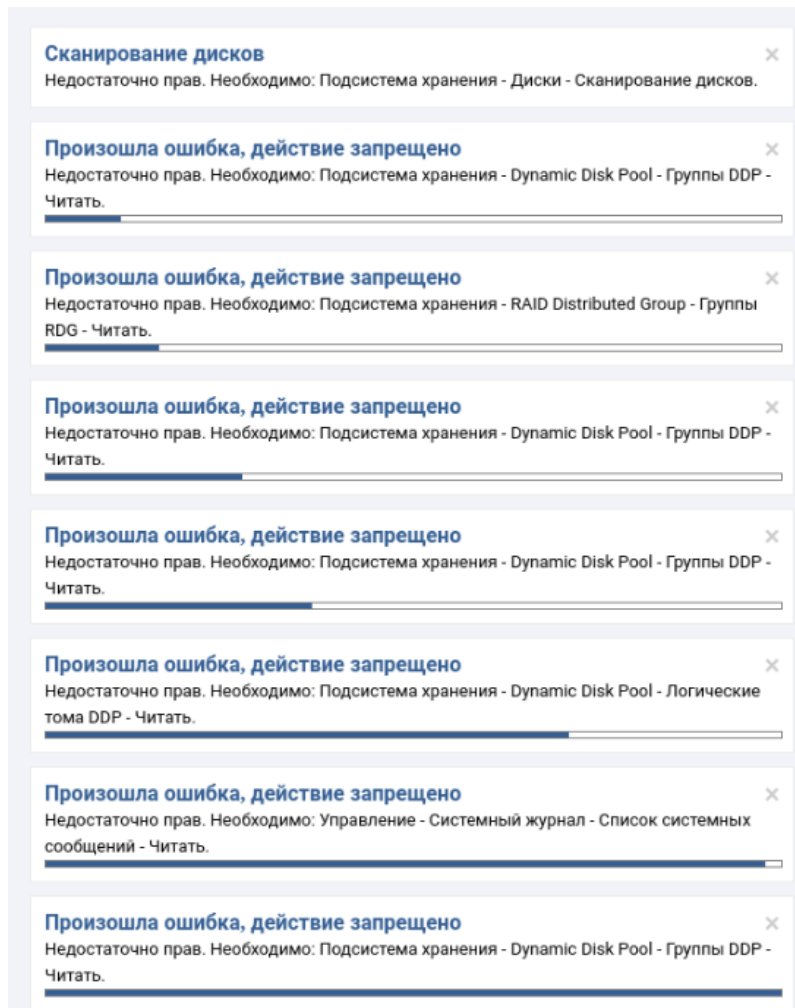 Сканирование дисков
Недостаточно прав. Необходимо: Подсистема хранения - Диски - Сканирование дисков.
Произошла ошибка, действие запрещено
Недостаточно прав. Необходимо: Подсистема хранения - Dynamic Disk Pool - Группы DDP -
Читать.
Произошла ошибка, действие запрещено
Недостаточно прав. Необходимо: Подсистема хранения - RAID Distributed Group - Группы
RDG - Читать.
Произошла ошибка, действие запрещено
Недостаточно прав. Необходимо: Подсистема хранения - Dynamic Disk Pool - Группы DDP -
Читать.
Произошла ошибка, действие запрещено
Недостаточно прав. Необходимо: Подсистема хранения - Dynamic Disk Pool - Группы DDP -
Читать.
Произошла ошибка, действие запрещено
Недостаточно прав. Необходимо: Подсистема хранения - Dynamic Disk Pool - Логические
тома DDP - Читать.
Произошла ошибка, действие запрещено
Недостаточно прав. Необходимо: Управление - Системный журнал - Список системных
сообщений - Читать.
Произошла ошибка, действие запрещено
Недостаточно прав. Необходимо: Подсистема хранения - Dynamic Disk Pool - Группы DDP -
Читать.